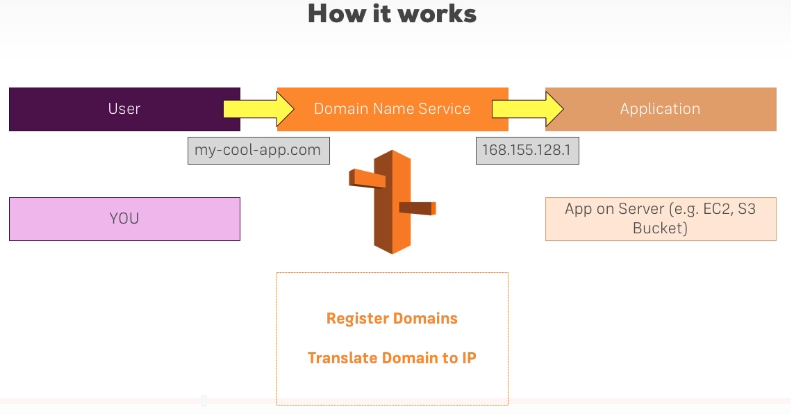 How it works
User
Domain Name Service
Application
my-cool-app.com
168.155.128.1
YOU
App on Server (e.g. EC2, S3
Bucket)
Register Domains
Translate Domain to IP